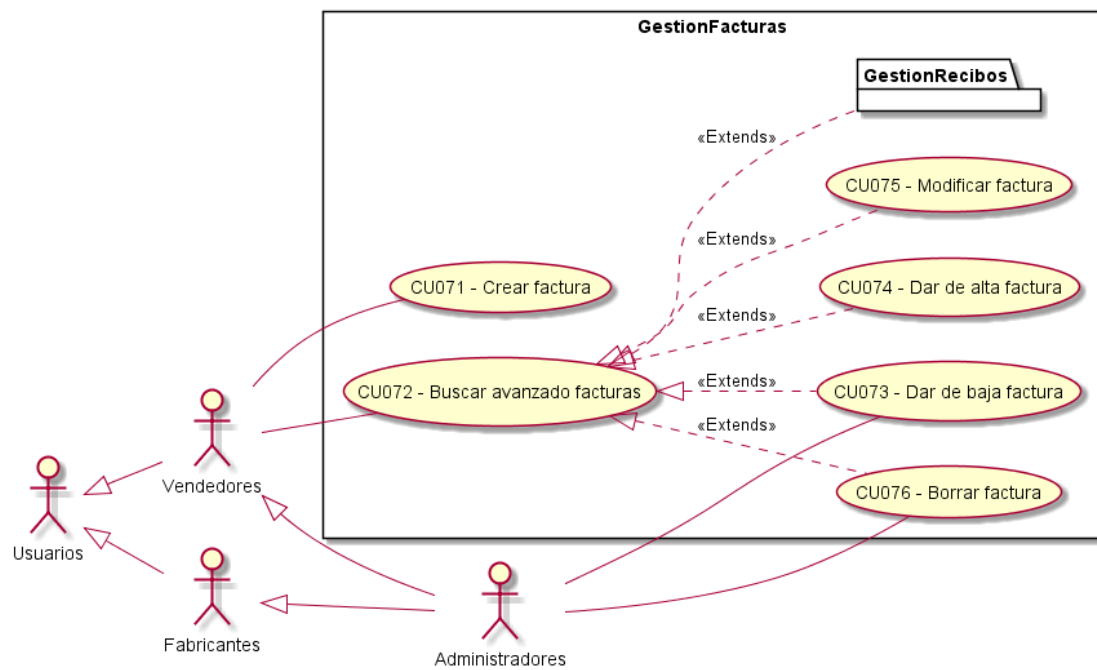 GestionFacturas
GestionRecibos
«Extends»
CU075 - Modificar factura
«Extends»
CU071 - Crear factura
CU074 - Dar de alta factura
«Extends»
CU072 - Buscar avanzado facturas
«Extends»
CU073 - Dar de baja factura
«Extends»
CU076 - Borrar factura
Vendedores
Usuarios
Fabricantes
Administradores